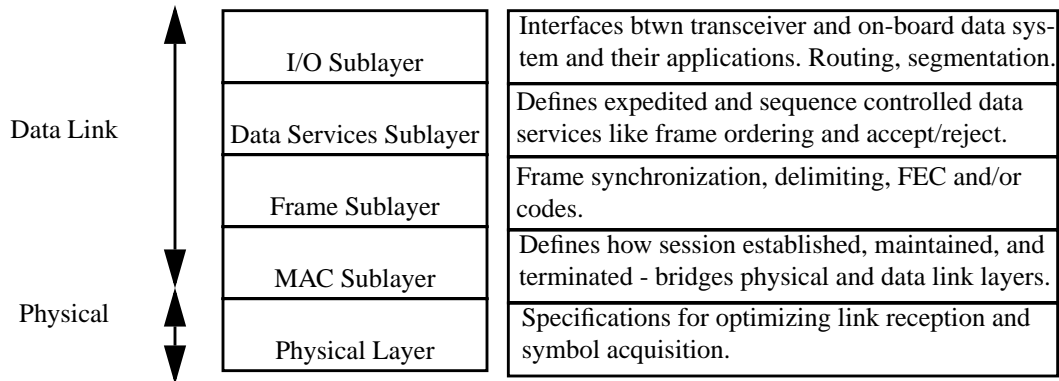 Interfaces btwn transceiver and on-board data sys-
I/O Sublayer
tem and their applications. Routing, segmentation.
Data Link
Data Services Sublayer
Defines expedited and sequence controlled data
services like frame ordering and accept/reject.
Frame Sublayer
Frame synchronization, delimiting, FEC and/or
codes.
MAC Sublayer
Defines how session established, maintained, and
terminated - bridges physical and data link layers.
Physical
Physical Layer
Specifications for optimizing link reception and
symbol acquisition.